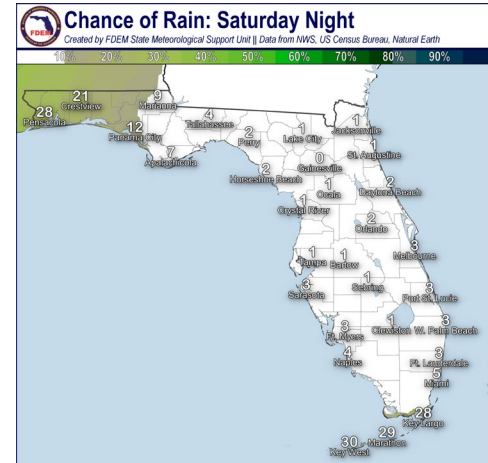 FDEM
Chance of Rain: Saturday Night
Created by FDEM State Meteorological Support Unit || Data from NWS, US Census Bureau, Natural Earth
10% 20% 30% 40% 50% 60% 70% 80% 90%
28
Pensacola
21
Crestview
9
Marianna
12
Panama City
7
Apalachicola
4
Tallahassee
2
Perry
1
Lake City
1
Jacksonville
1
St. Augustine
0
Gainesville
2
Horseshoe Beach
1
Ocala
2
Daytona Beach
1
Crystal River
2
Orlando
3
Melbourne
1
Tampa
1
Bartow
1
Sebring
3
Sarasota
3
Port St. Lucie
1
Clewiston
3
W. Palm Beach
3
Ft. Myers
4
Naples
3
Ft. Lauderdale
5
Miami
28
Key Largo
29
Marathon
30
Key West